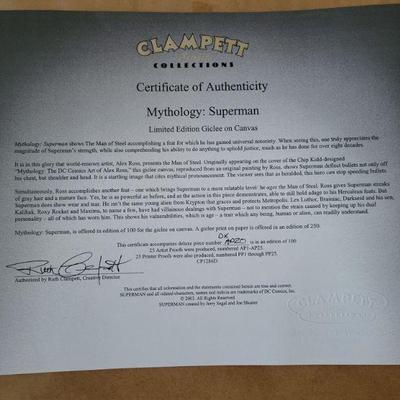 CLAMPETT
COLLECTIONS
Certificate of Authenticity
Mythology: Superman
Limited Edition Giclee on Canvas
Mythology: Superman shows The Man of Steel accomplishing a feat for which he has gained universal notoriety. When seeing this, one truly appreciates the
magnitude of Superman's strength, while also comprehending his ability to do anything to uphold justice, much as he has done for over eight decades.
It is in this glory that world-renown artist, Alex Ross, presents the Man of Steel. Originally appearing on the cover of the Chip Kidd-designed
"Mythology: The DC Comics Art of Alex Ross," this giclee canvas, reproduced from an original painting by Ross, shows Superman deflect bullets not only off
his chest, but shoulder and head. It is a startling image that cites mythical pronouncement. The viewer sees that as heralded, this hero can stop speeding bullets.
Simultaneously, Ross accomplishes another feat – one which brings Superman to a more relatable level: he ages the Man of Steel. Ross gives Superman streaks
of gray hair and a mature face. Yes, he is as powerful as before, and as the action in this piece demonstrates, able to still hold adage to his Herculean feats. But
Superman does show wear and tear. He isn't the same young alien from Krypton that graces and protects Metropolis. Lex Luthor, Brainiac, Darkseid and his son,
Kalibak, Roxy Rocket and Maxima, to name a few, have had villainous dealings with Superman – not to mention the strain caused by keeping up his dual
personality – all of which has worn him. This shows his vulnerabilities, which is age – a trait which any being, human or alien, can readily understand.
Mythology: Superman, is offered in edition of 100 for the giclee on canvas. A giclee print on paper is offered in an edition of 250.
DX
This certificate accompanies deluxe piece number AP20 is in an edition of 100
25 Artist Proofs were produced, numbered AP1-AP25.
25 Printer Proofs were also produced, numbered PP1 through PP25.
CP1286D
Authorized by Ruth Clampett, Creative Director
This certifies that all information and the statements contained herein are true and correct.
SUPERMAN and all related characters, names and indicia are trademarks of DC Comics, Inc.
All Rights Reserved.
SUPERMAN created by Jerry Siegel and Joe Shuster
CLAMPETT